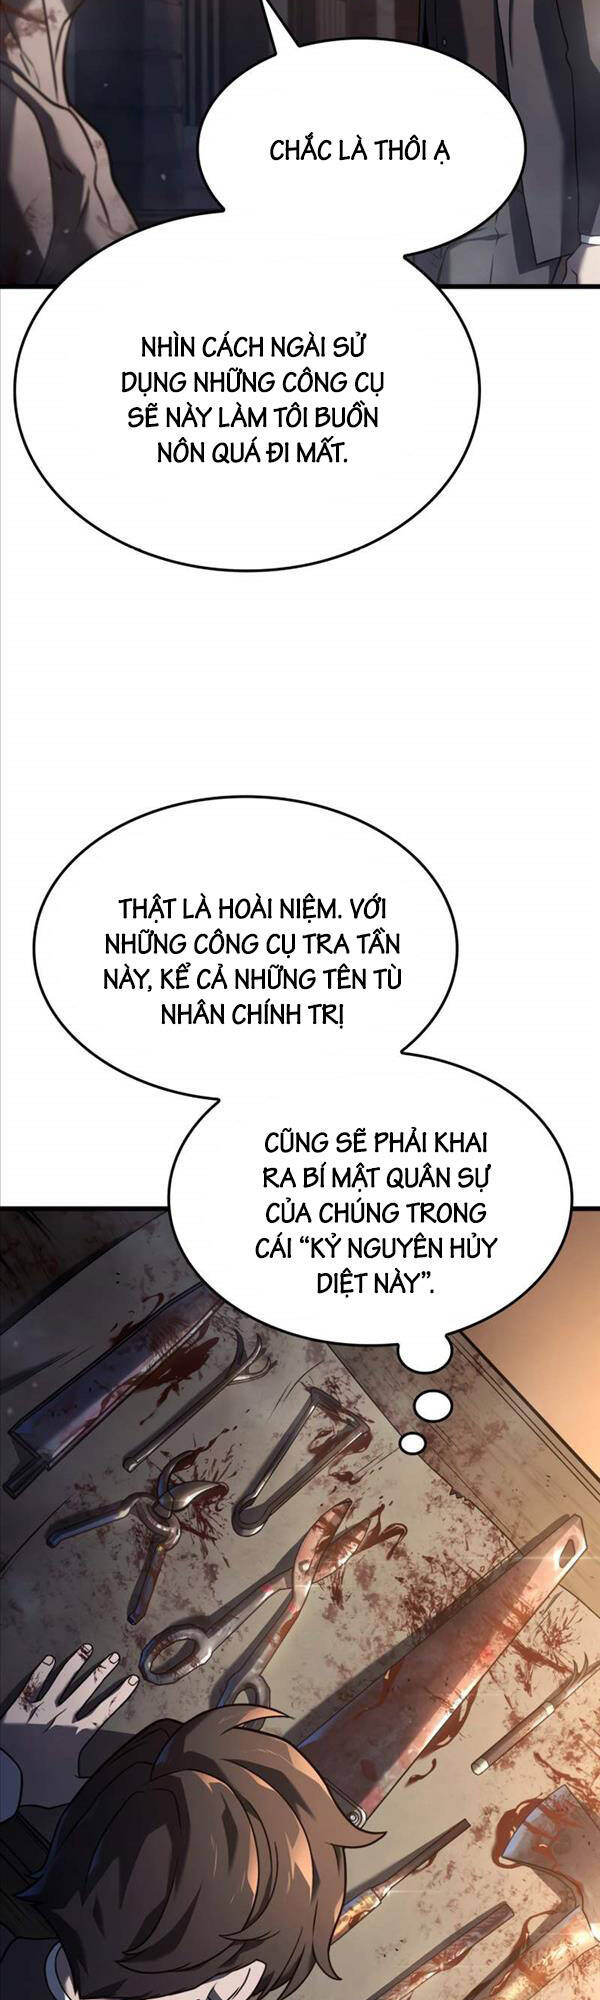 CHẮC LÀ THÔI Ạ
NHÌN CÁCH NGÀI SỬ
DỤNG NHỮNG CÔNG CỤ
SẼ NÀY LÀM TÔI BUỒN
NÔN QUÁ ĐI MẤT.
THẬT LÀ HOÀI NIỆM. VỚI
NHỮNG CÔNG CỤ TRA TẤN
NÀY, KỂ CẢ NHỮNG TÊN TÙ
NHÂN CHÍNH TRỊ
CŨNG SẼ PHẢI KHAI
RA BÍ MẬT QUÂN SỰ
CỦA CHÚNG TRONG
CÁI “KỶ NGUYÊN HỦY
DIỆT NÀY”.